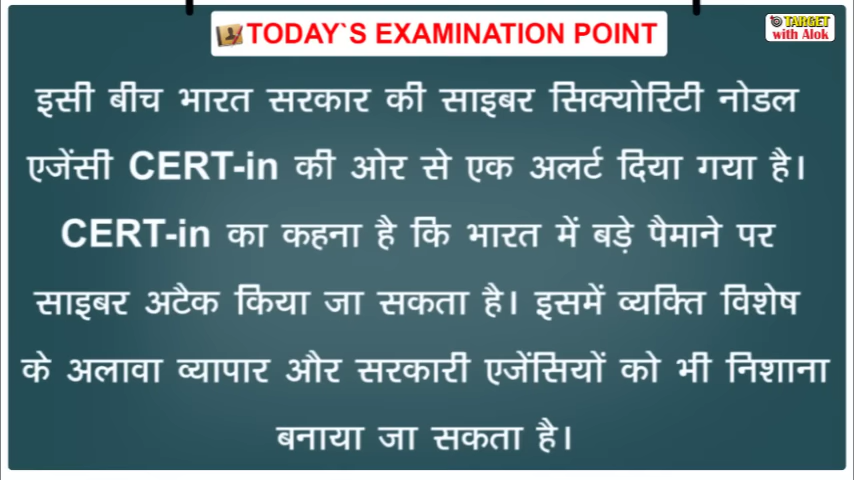 TODAY`S EXAMINATION POINT
TARGET
with Alok
इसी बीच भारत सरकार की साइबर सिक्योरिटी नोडल
एजेंसी CERT-in की ओर से एक अलर्ट दिया गया है।
CERT-in का कहना है कि भारत में बड़े पैमाने पर
साइबर अटैक किया जा सकता है। इसमें व्यक्ति विशेष
के अलावा व्यापार और सरकारी एजेंसियों को भी निशाना
बनाया जा सकता है।